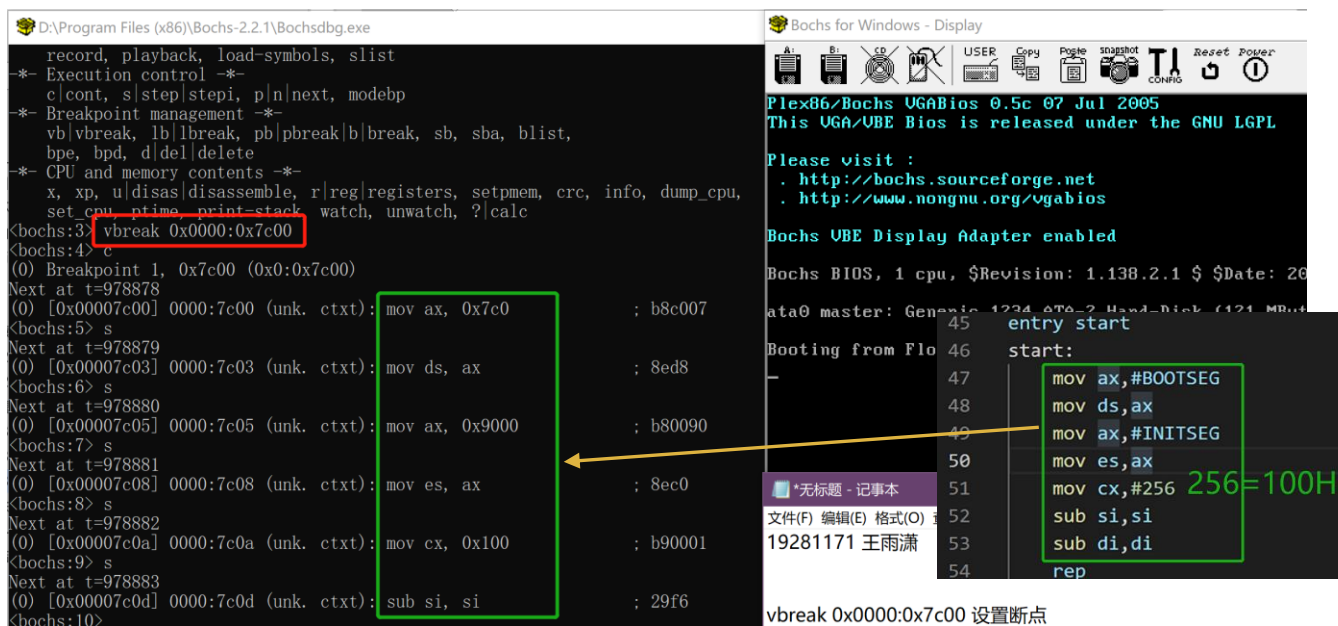 D:\Program Files (x86)\Bochs-2.2.1\Bochsdbg.exe
record, playback, load-symbols, slist
-*- Execution control -*-
c|cont, s|step|stepi, p|n|next, modebp
-*- Breakpoint management -*-
vb|vbreak, lb|lbreak, pb|pbreak|b|break, sb, sba, blist,
bpe, bpd, d|del|delete
-*- CPU and memory contents -*-
x, xp, u|disas|disassemble, r|reg|registers, setpmem, crc, info, dump_cpu,
set_cpu, ptime, print-stack, watch, unwatch, ?|calc
<bochs:3> vbreak 0x0000:0x7c00
<bochs:4> c
(0) Breakpoint 1, 0x7c00 (0x0:0x7c00)
Next at t=978878
(0) [0x00007c00] 0000:7c00 (unk. ctxt): mov ax, 0x7c0 ; b8c007
<bochs:5> s
Next at t=978879
(0) [0x00007c03] 0000:7c03 (unk. ctxt): mov ds, ax ; 8ed8
<bochs:6> s
Next at t=978880
(0) [0x00007c05] 0000:7c05 (unk. ctxt): mov ax, 0x9000 ; b80090
<bochs:7> s
Next at t=978881
(0) [0x00007c08] 0000:7c08 (unk. ctxt): mov es, ax ; 8ec0
<bochs:8> s
Next at t=978882
(0) [0x00007c0a] 0000:7c0a (unk. ctxt): mov cx, 0x100 ; b90001
<bochs:9> s
Next at t=978883
(0) [0x00007c0d] 0000:7c0d (unk. ctxt): sub si, si ; 29f6
<bochs:10>
Bochs for Windows - Display
A: B: CD USER Copy Paste snapshot CONFIG Reset Power
Plex86/Bochs VGABios 0.5c 07 Jul 2005
This VGA/VBE Bios is released under the GNU LGPL
Please visit :
. http://bochs.sourceforge.net
. http://www.nongnu.org/vgabios
Bochs VBE Display Adapter enabled
Bochs BIOS, 1 cpu, $Revision: 1.138.2.1 $ $Date: 20
ata0 master: Generic 1234 ATA-2 Hard-Disk (121 MByt
Booting from Flo
45 entry start
46 start:
47 mov ax,#BOOTSEG
48 mov ds,ax
49 mov ax,#INITSEG
50 mov es,ax
51 mov cx,#256 256=100H
52 sub si,si
53 sub di,di
54 rep
*无标题 - 记事本
文件(F) 编辑(E) 格式(O)
19281171 王雨潇
vbreak 0x0000:0x7c00 设置断点